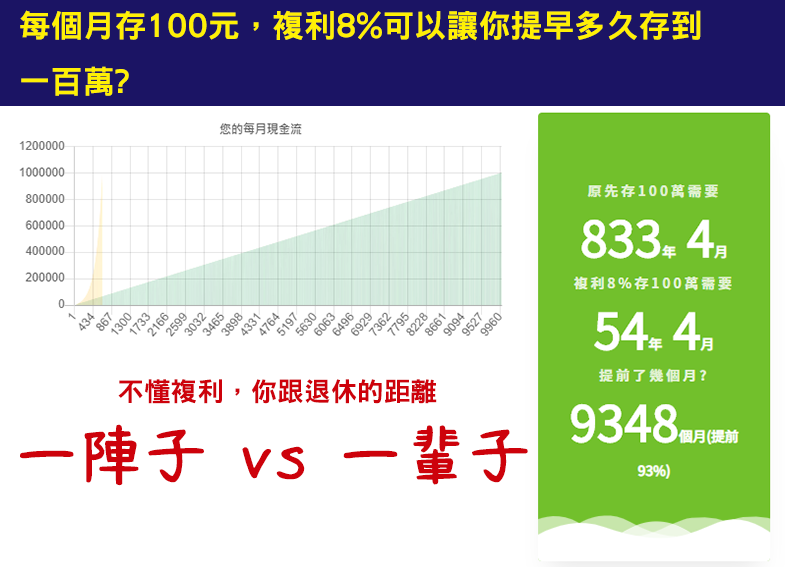 每個月存100元，複利8%可以讓你提早多久存到
一百萬?
您的每月現金流
1200000
1000000
800000
600000
400000
200000
0
1 434 867 1300 1733 2166 2599 3032 3465 3898 4331 4764 5197 5630 6063 6496 6929 7362 7795 8228 8661 9094 9527 9960
不懂複利，你跟退休的距離
一陣子 vs 一輩子
原先存100萬需要
833年 4月
複利8%存100萬需要
54年 4月
提前了幾個月?
9348個月(提前
93%)